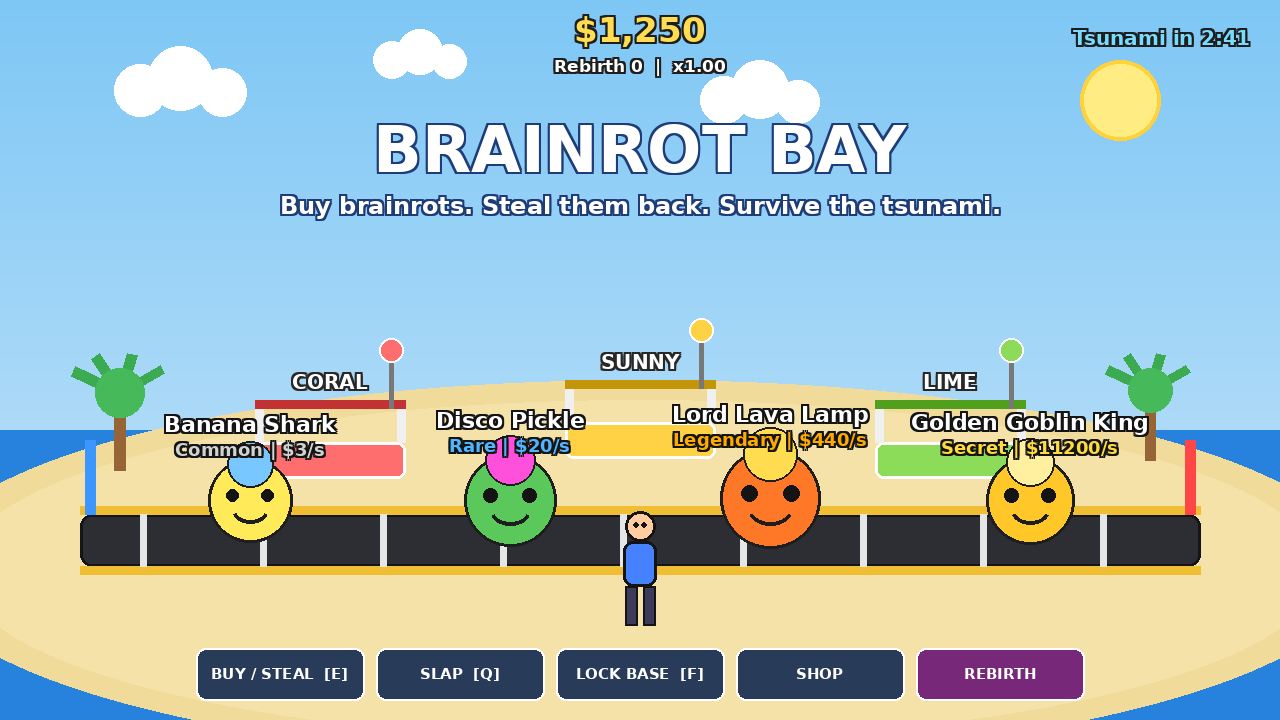 $1,250
Rebirth 0 | x1.00
Tsunami in 2:41
BRAINROT BAY
Buy brainrots. Steal them back. Survive the tsunami.
CORAL
SUNNY
LIME
Banana Shark
Common | $3/s
Disco Pickle
Rare | $20/s
Lord Lava Lamp
Legendary | $440/s
Golden Goblin King
Secret | $11200/s
BUY / STEAL [E]
SLAP [Q]
LOCK BASE [F]
SHOP
REBIRTH